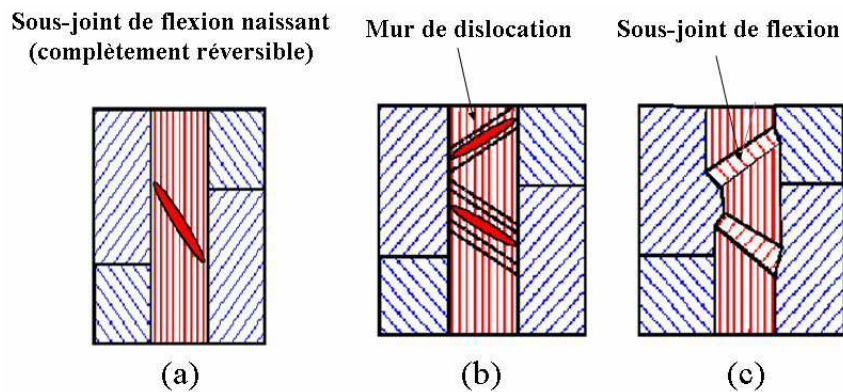 Sous-joint de flexion naissant
(complètement réversible)
Mur de dislocation
Sous-joint de flexion
(a)
(b)
(c)